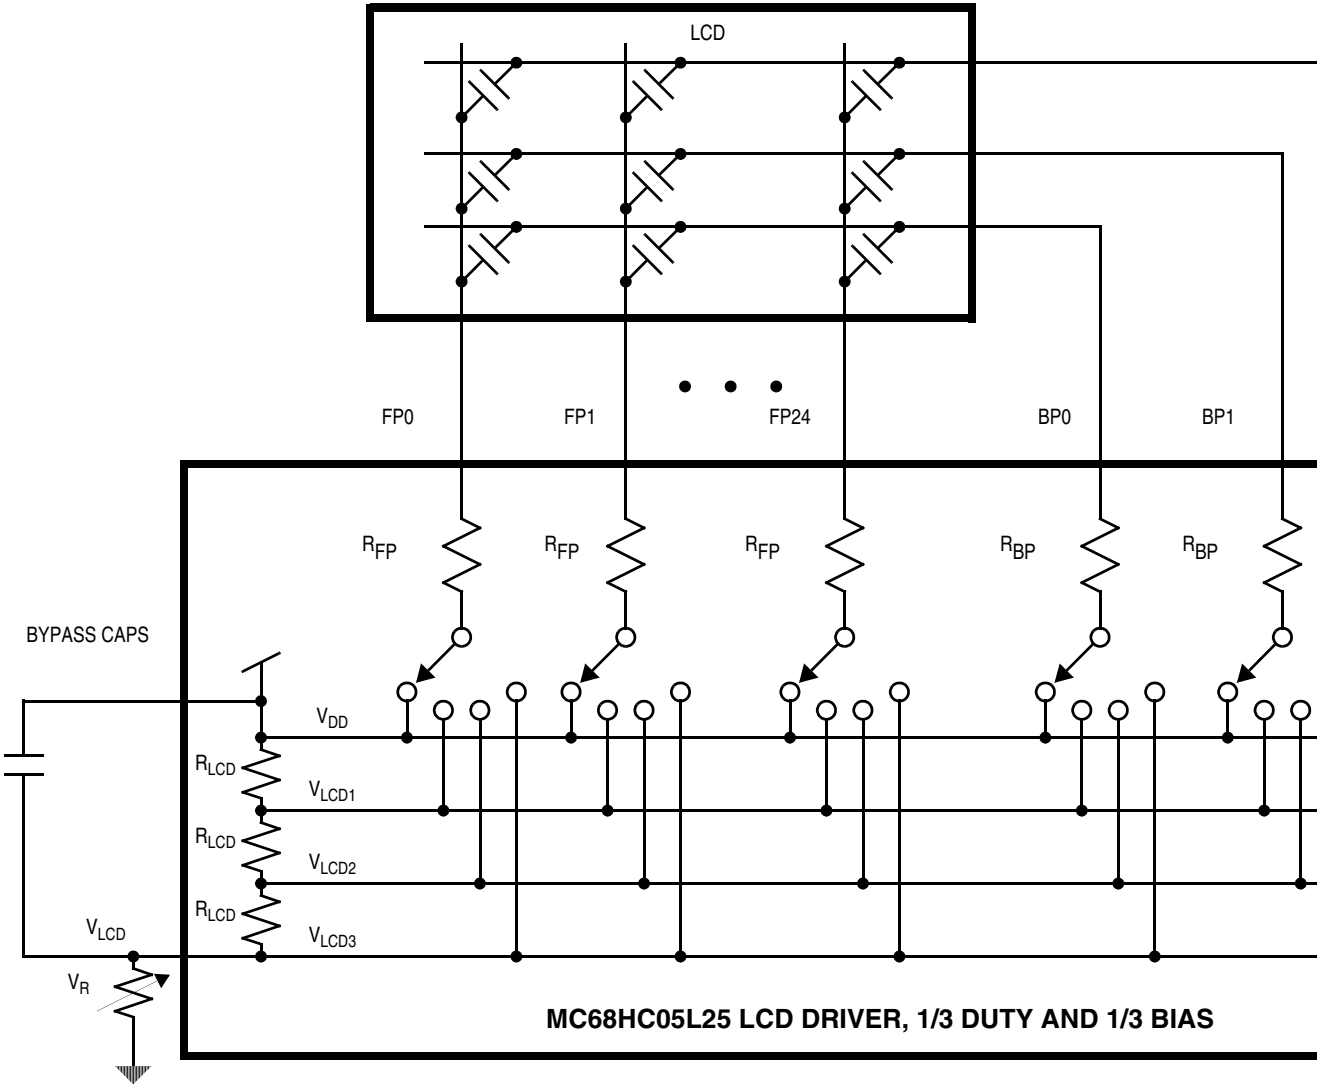 LCD
FP0
FP1
FP24
BP0
BP1
RFP
RFP
RFP
RBP
RBP
BYPASS CAPS
VDD
RLCD
VLCD1
RLCD
VLCD2
RLCD
VLCD
VLCD3
VR
MC68HC05L25 LCD DRIVER, 1/3 DUTY AND 1/3 BIAS